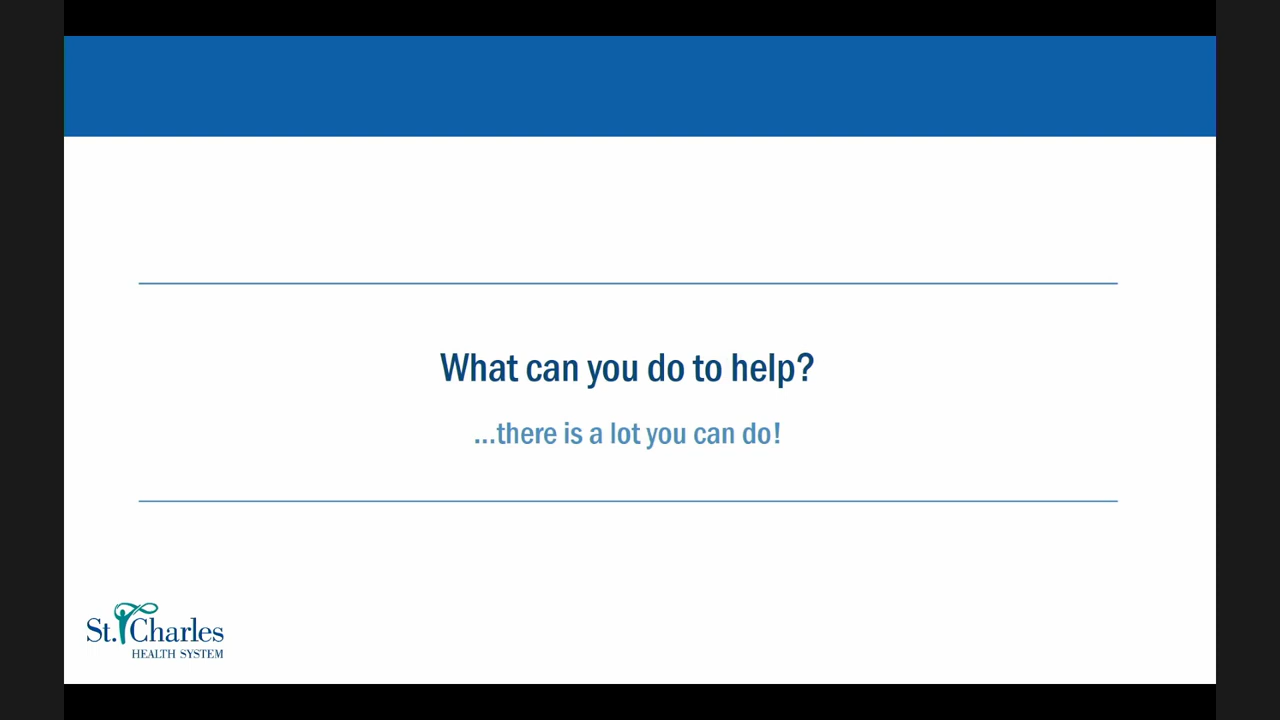 What can you do to help?
...there is a lot you can do!
St. Charles
HEALTH SYSTEM